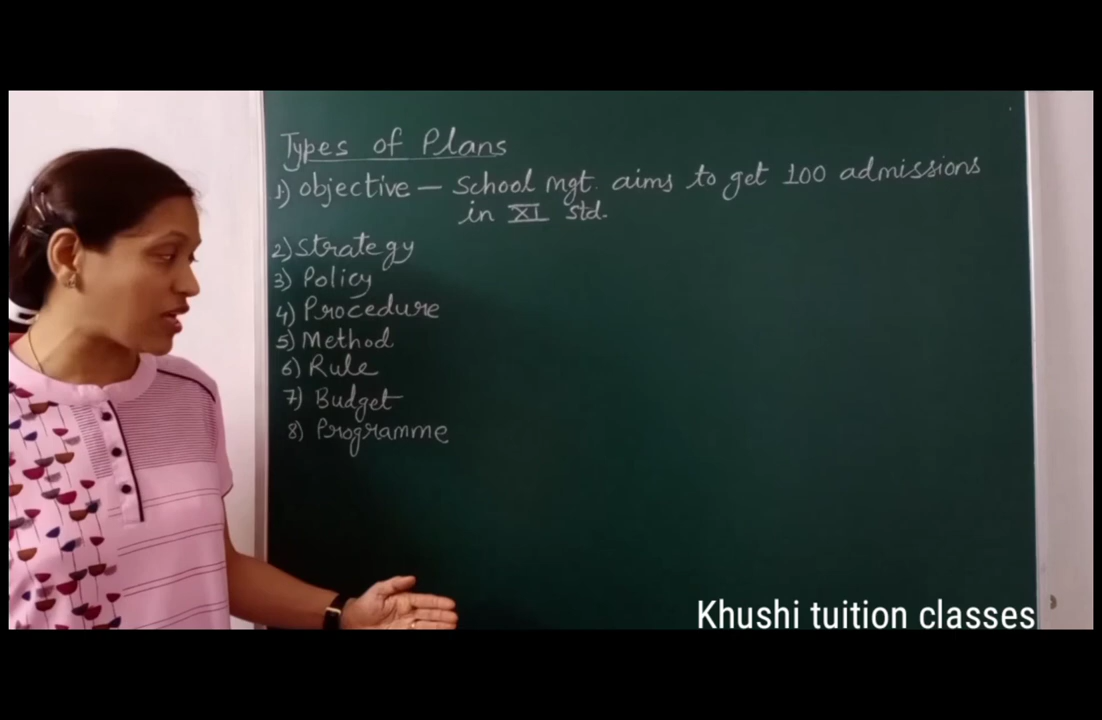 Types of Plans
1) objective — School mgt. aims to get 100 admissions
in XI std.
2) Strategy
3) Policy
4) Procedure
5) Method
6) Rule
7) Budget
8) Programme
Khushi tuition classes